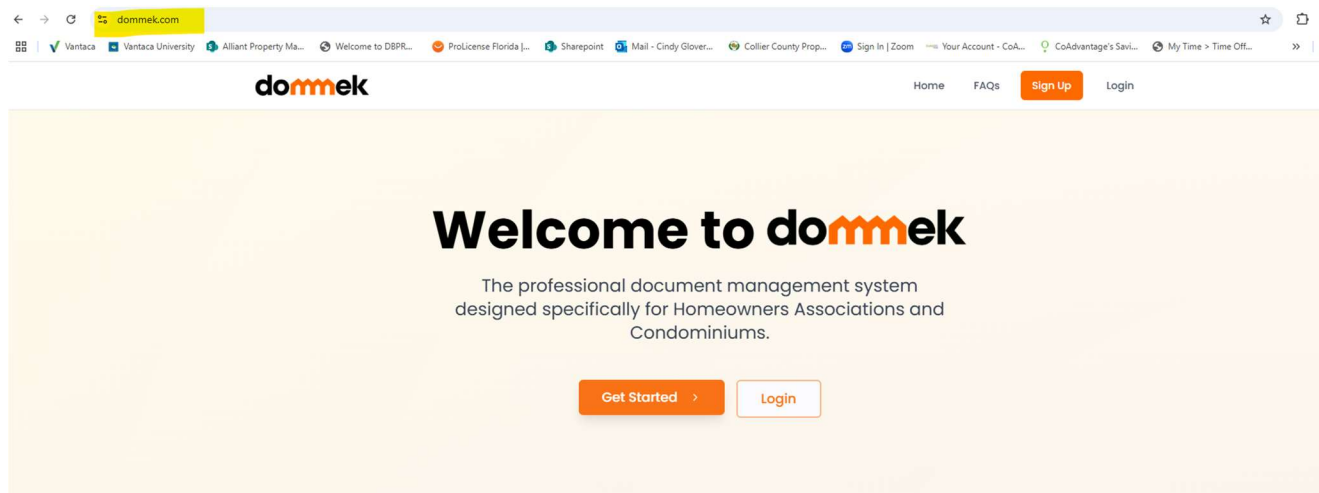 dommek.com
Vantaca Vantaca University Alliant Property Ma... Welcome to DBPR... ProLicense Florida |... Sharepoint Mail - Cindy Glover... Collier County Prop... Sign In | Zoom Your Account - CoA... CoAdvantage's Savi... My Time > Time Off... »
dommek Home FAQs Sign Up Login
Welcome to dommek
The professional document management system
designed specifically for Homeowners Associations and
Condominiums.
Get Started > Login